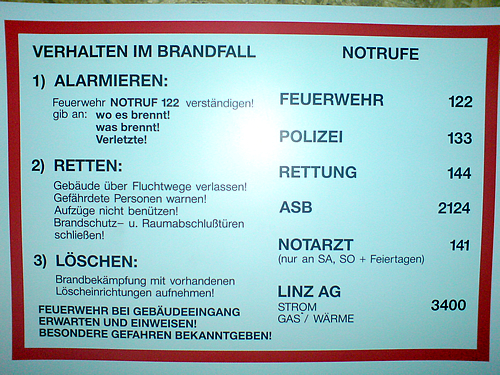 VERHALTEN IM BRANDFALL
1) ALARMIEREN:
Feuerwehr NOTRUF 122 verständigen!
gib an: wo es brennt!
was brennt!
Verletzte!
2) RETTEN:
Gebäude über Fluchtwege verlassen!
Gefährdete Personen warnen!
Aufzüge nicht benützen!
Brandschutz- u. Raumabschlußtüren
schließen!
3) LÖSCHEN:
Brandbekämpfung mit vorhandenen
Löscheinrichtungen aufnehmen!
FEUERWEHR BEI GEBÄUDEEINGANG
ERWARTEN UND EINWEISEN!
BESONDERE GEFAHREN BEKANNTGEBEN!
NOTRUFE
FEUERWEHR 122
POLIZEI 133
RETTUNG 144
ASB 2124
NOTARZT 141
(nur an SA, SO + Feiertagen)
LINZ AG
STROM 3400
GAS / WÄRME